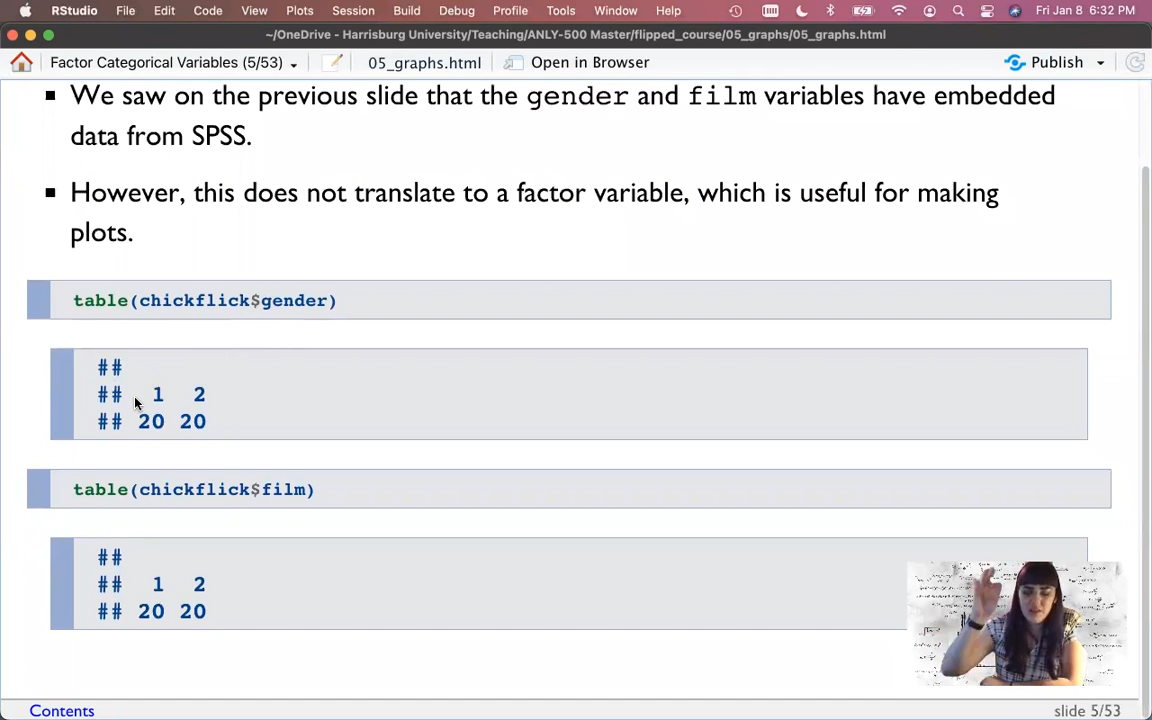 RStudio File Edit Code View Plots Session Build Debug Profile Tools Window Help Fri Jan 8 6:32 PM
~/OneDrive - Harrisburg University/Teaching/ANLY-500 Master/flipped_course/05_graphs/05_graphs.html
Factor Categorical Variables (5/53) 05_graphs.html Open in Browser Publish
We saw on the previous slide that the gender and film variables have embedded
data from SPSS.
However, this does not translate to a factor variable, which is useful for making
plots.
table(chickflick$gender)
##
## 1 2
## 20 20
table(chickflick$film)
##
## 1 2
## 20 20
Contents slide 5/53